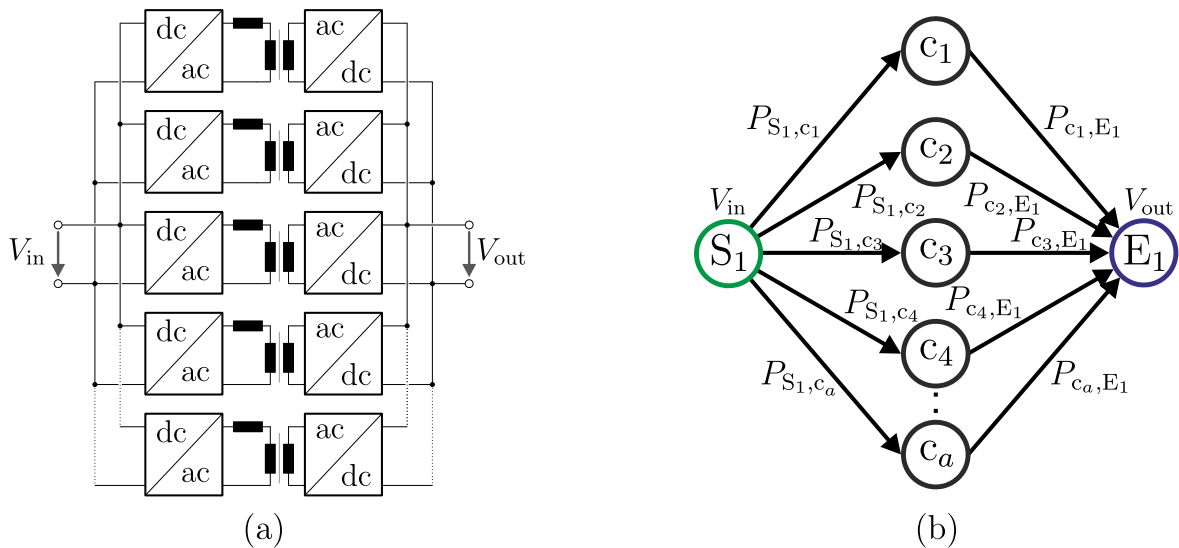 dc
ac
ac
dc
dc
ac
ac
dc
V_in
dc
ac
ac
dc
V_out
dc
ac
ac
dc
dc
ac
ac
dc
(a)
c_1
P_{S_1,c_1}
P_{c_1,E_1}
c_2
P_{S_1,c_2}
P_{c_2,E_1}
V_in
V_out
S_1
P_{S_1,c_3}
c_3
P_{c_3,E_1}
E_1
P_{S_1,c_4}
P_{c_4,E_1}
c_4
P_{S_1,c_a}
P_{c_a,E_1}
c_a
(b)